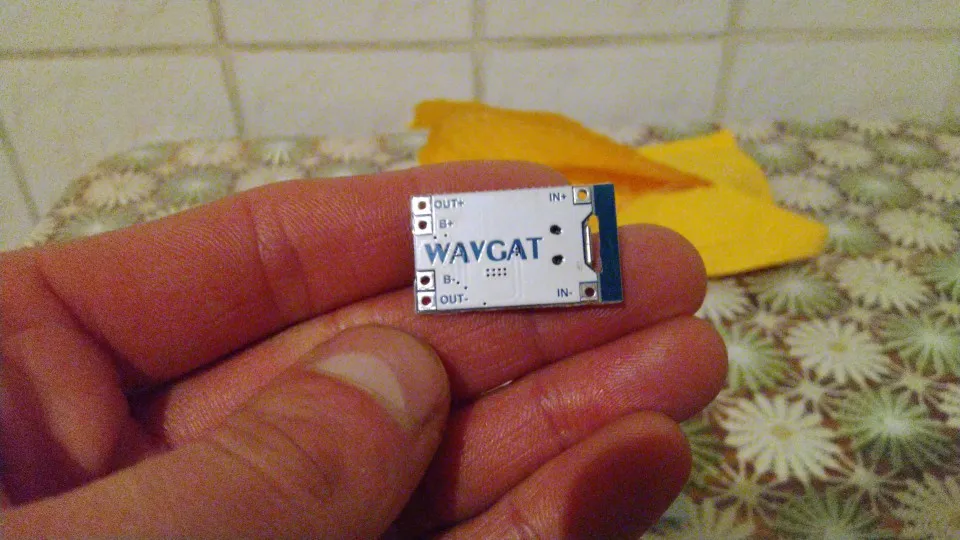 OUT+ IN+
B+
WAVGAT
B-
OUT- IN-